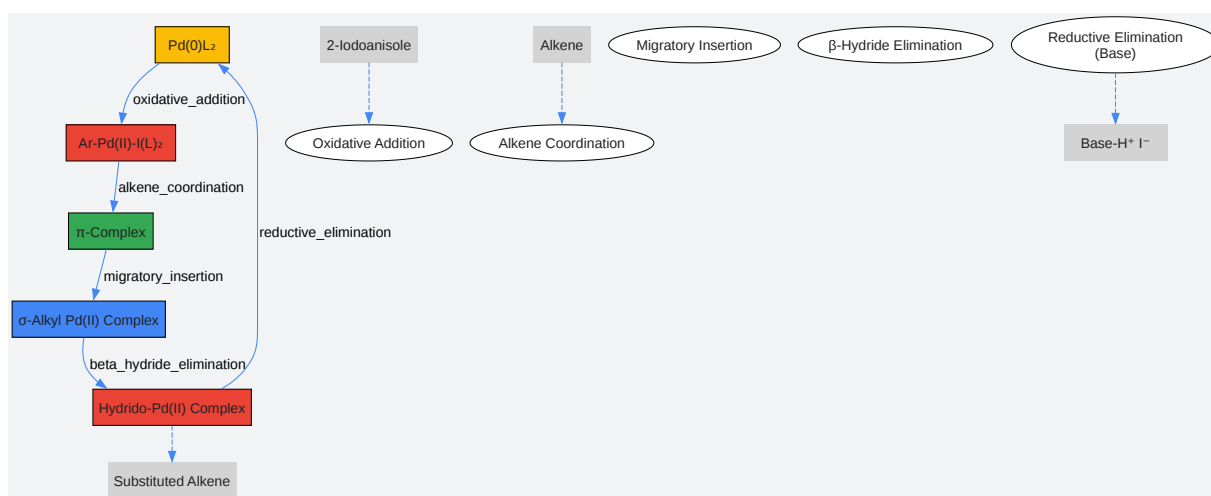 Pd(0)L₂
2-Iodoanisole
Alkene
Migratory Insertion
β-Hydride Elimination
Reductive Elimination
(Base)
oxidative_addition
Ar-Pd(II)-I(L)₂
Oxidative Addition
Alkene Coordination
Base-H⁺ I⁻
alkene_coordination
π-Complex
reductive_elimination
migratory_insertion
σ-Alkyl Pd(II) Complex
beta_hydride_elimination
Hydrido-Pd(II) Complex
Substituted Alkene